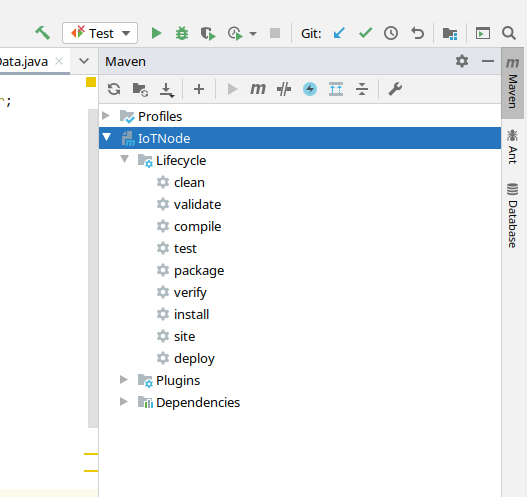 Test
Git:
Data.java
Maven
r;
m
Profiles
m
IoTNode
Lifecycle
clean
validate
compile
test
package
verify
install
site
deploy
Plugins
Dependencies
m
Maven
Ant
Database